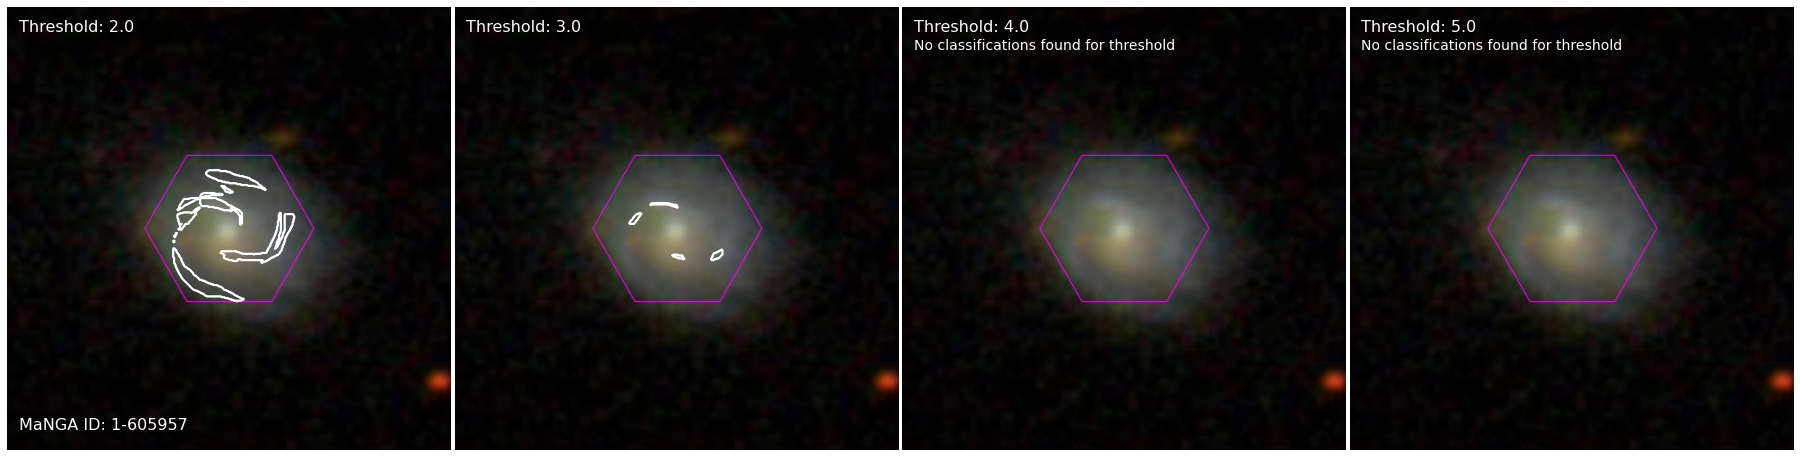 Threshold: 2.0
MaNGA ID: 1-605957
Threshold: 3.0
Threshold: 4.0
No classifications found for threshold
Threshold: 5.0
No classifications found for threshold